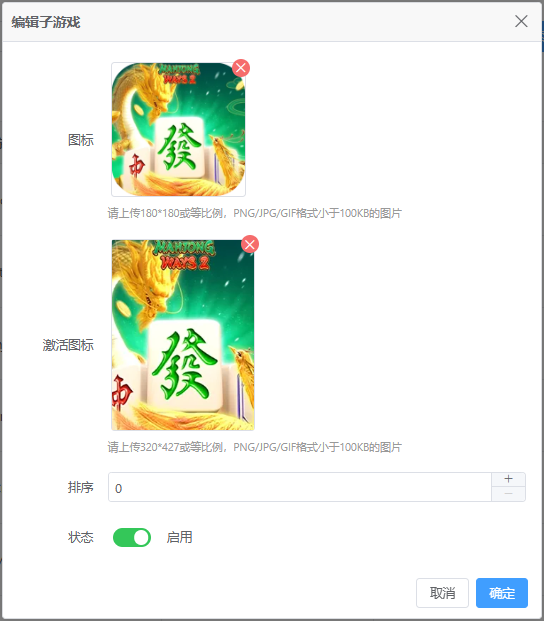 编辑子游戏
图标
MAHJONG
WAYS 2
發
中
请上传180*180或等比例，PNG/JPG/GIF格式小于100KB的图片
激活图标
MAHJONG
WAYS 2
發
中
请上传320*427或等比例，PNG/JPG/GIF格式小于100KB的图片
排序
0
状态
启用
取消
确定